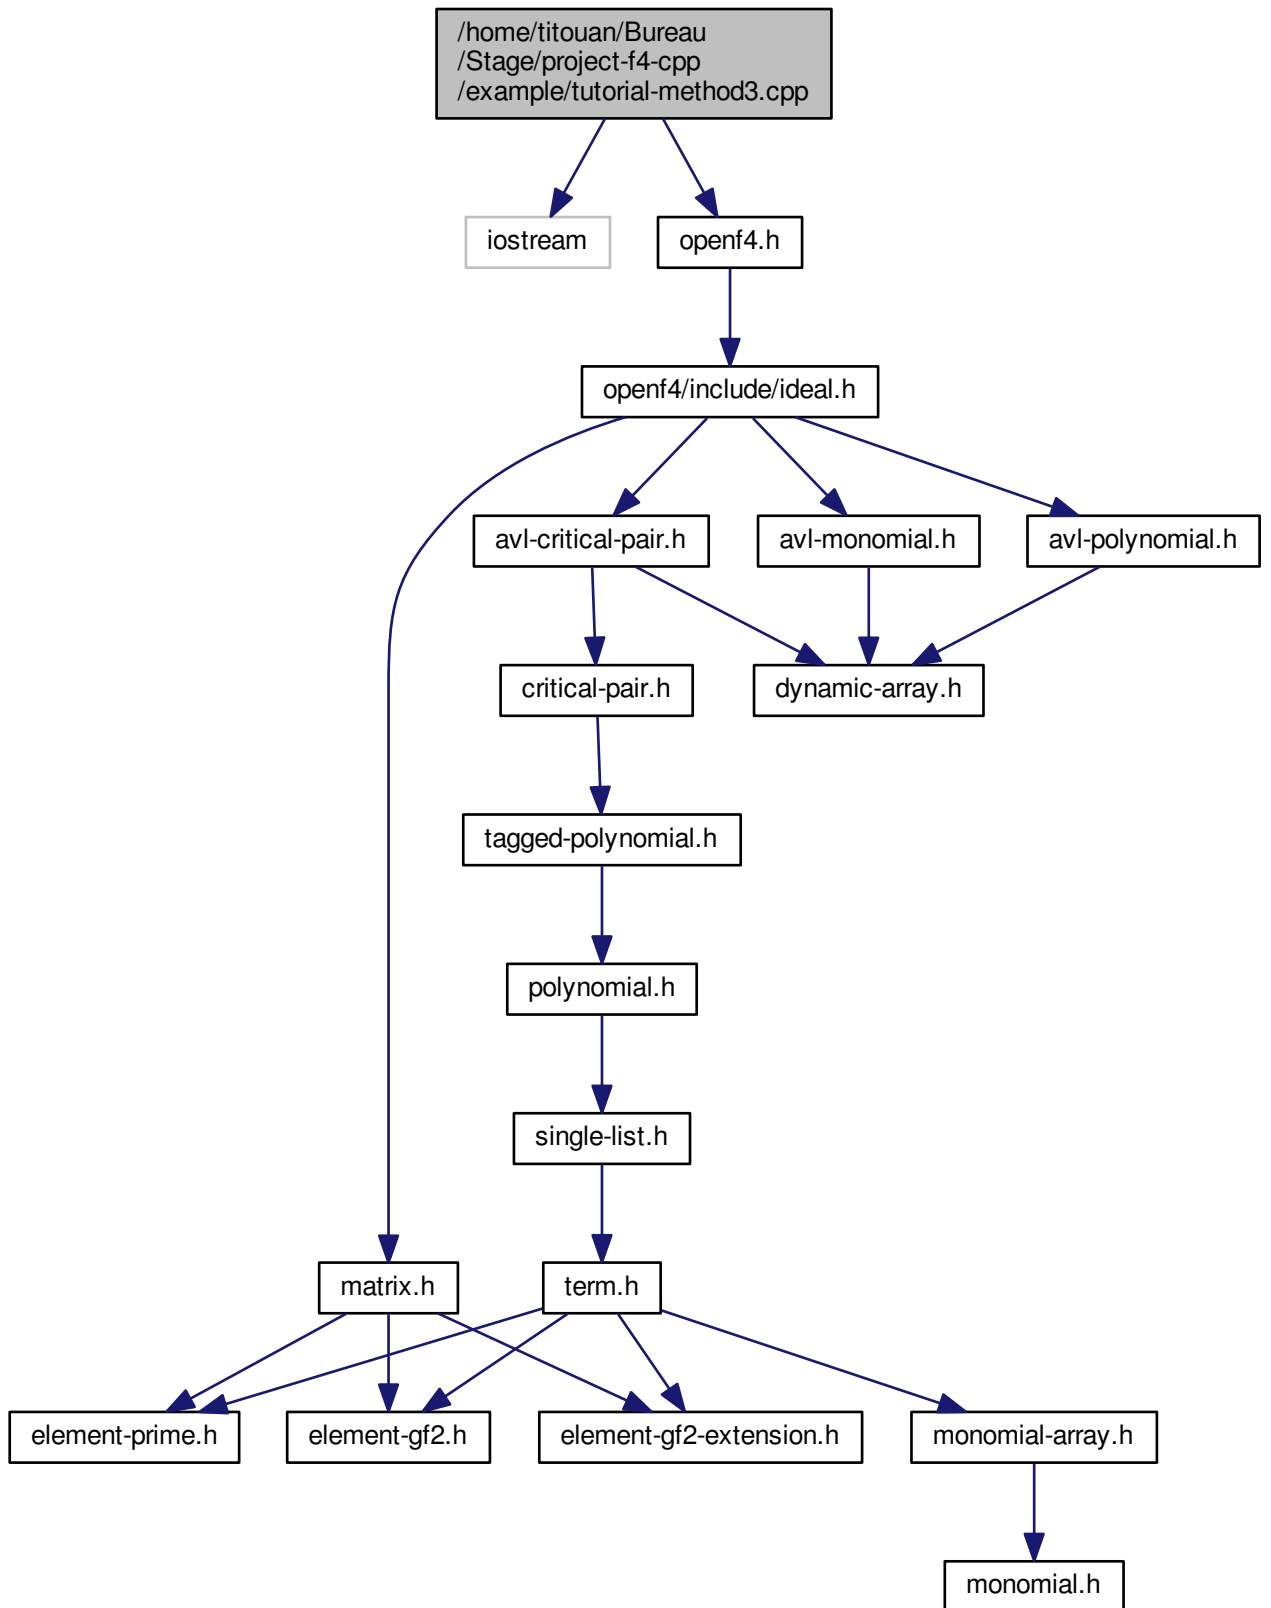 /home/titouan/Bureau
/Stage/project-f4-cpp
/example/tutorial-method3.cpp
iostream
openf4.h
openf4/include/ideal.h
avl-critical-pair.h
avl-monomial.h
avl-polynomial.h
critical-pair.h
dynamic-array.h
tagged-polynomial.h
polynomial.h
single-list.h
matrix.h
term.h
element-prime.h
element-gf2.h
element-gf2-extension.h
monomial-array.h
monomial.h